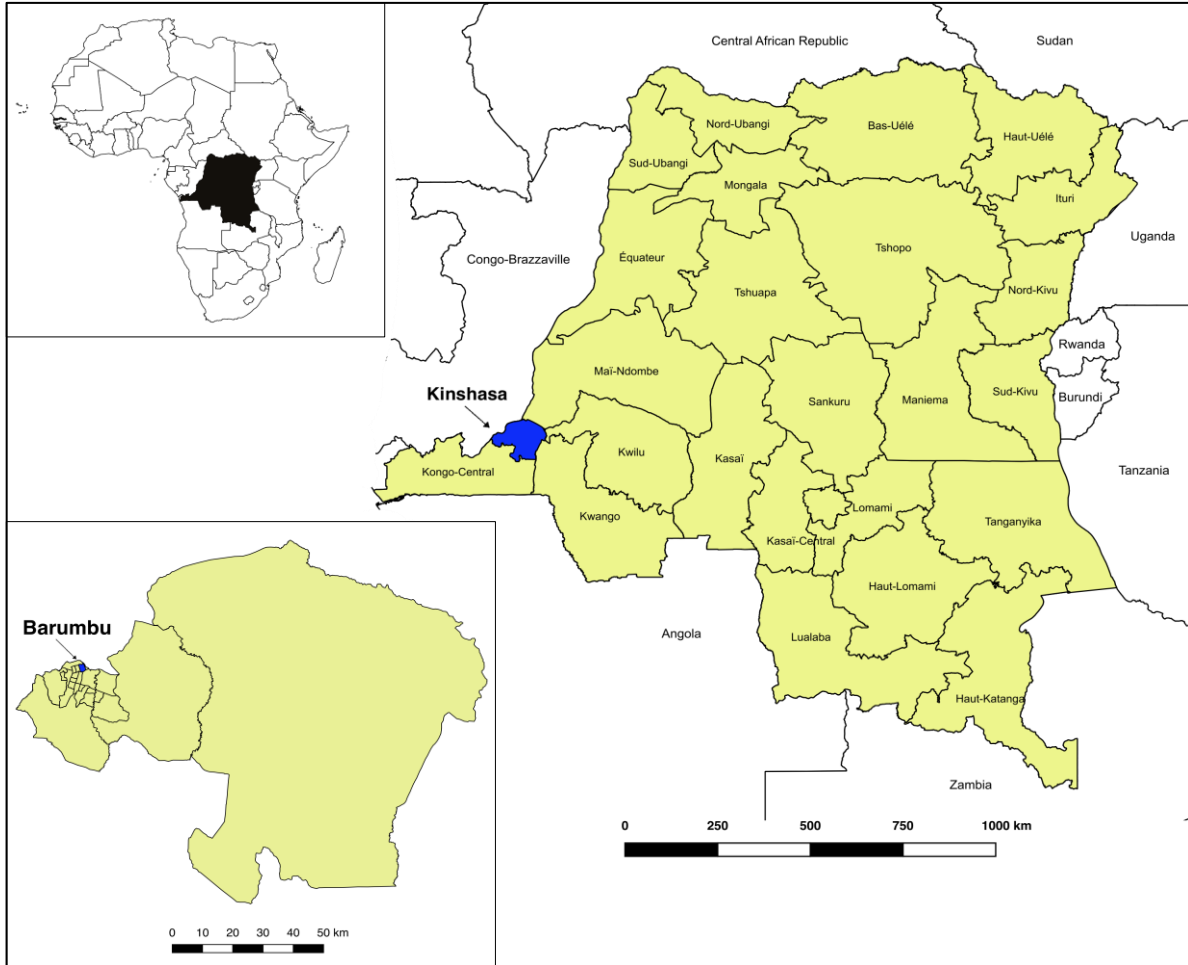 Central African Republic
Sudan
Nord-Ubangi
Bas-Uélé
Haut-Uélé
Sud-Ubangi
Mongala
Ituri
Uganda
Congo-Brazzaville
Équateur
Tshopo
Tshuapa
Nord-Kivu
Rwanda
Maï-Ndombe
Kinshasa
Sankuru
Maniema
Sud-Kivu
Burundi
Kwilu
Kasaï
Kongo-Central
Tanzania
Lomami
Kwango
Tanganyika
Kasaï-Central
Haut-Lomami
Angola
Lualaba
Haut-Katanga
Zambia
0 250 500 750 1000 km
Barumbu
0 10 20 30 40 50 km